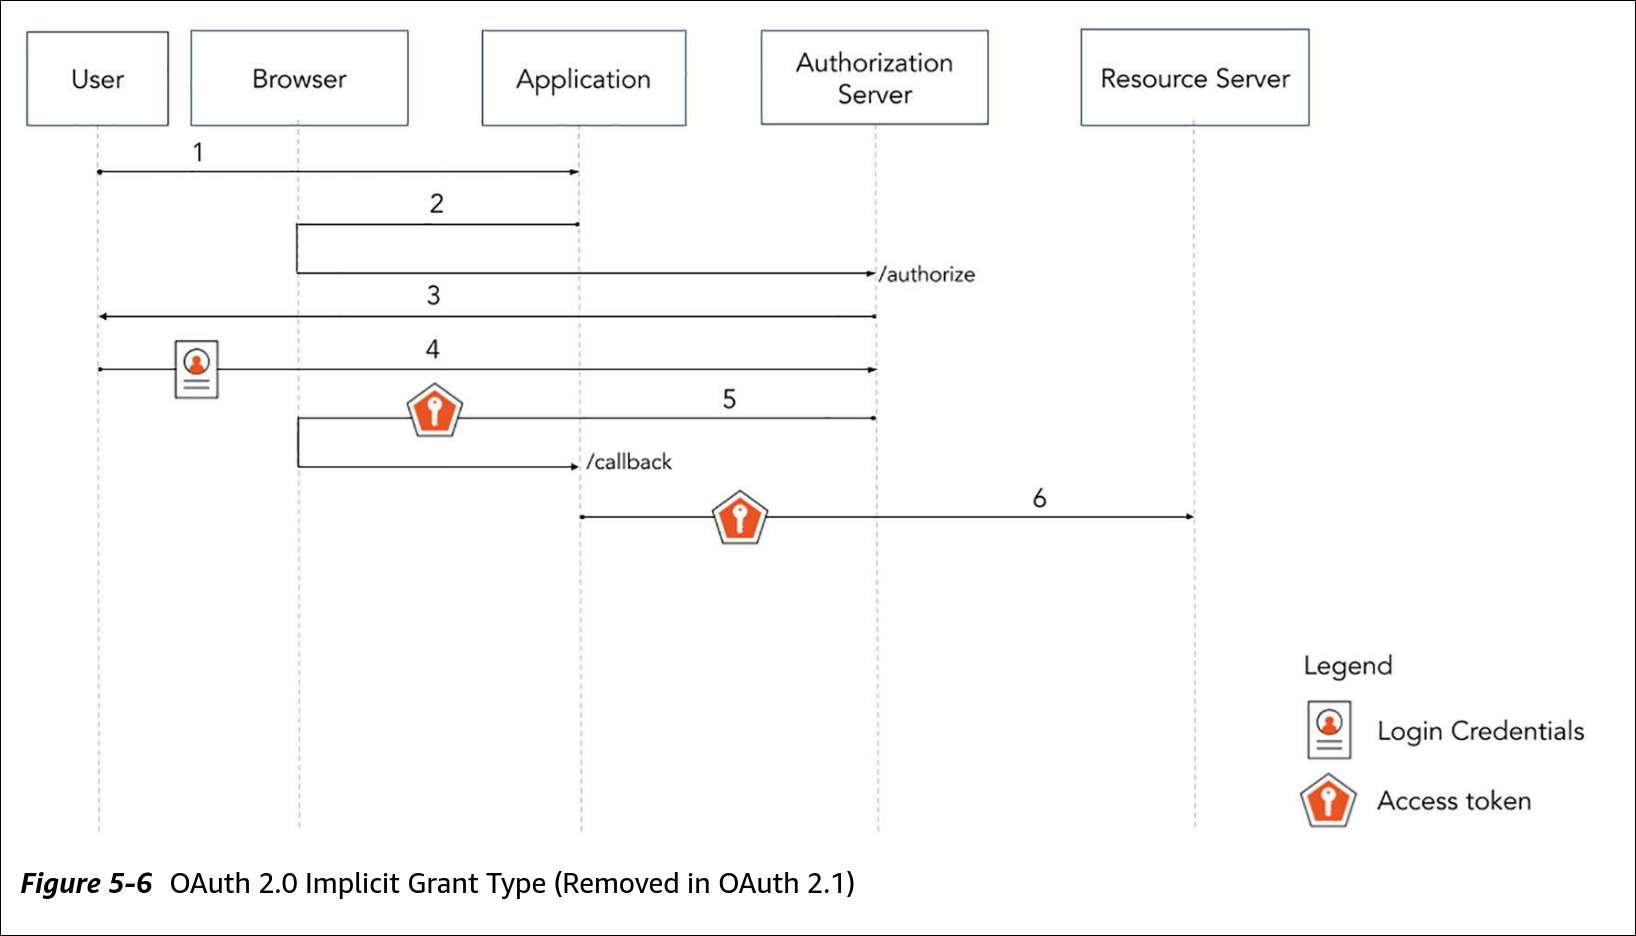 User
Browser
Application
Authorization
Server
Resource Server
1
2
/authorize
3
4
5
/callback
6
Legend
Login Credentials
Access token
Figure 5-6 OAuth 2.0 Implicit Grant Type (Removed in OAuth 2.1)